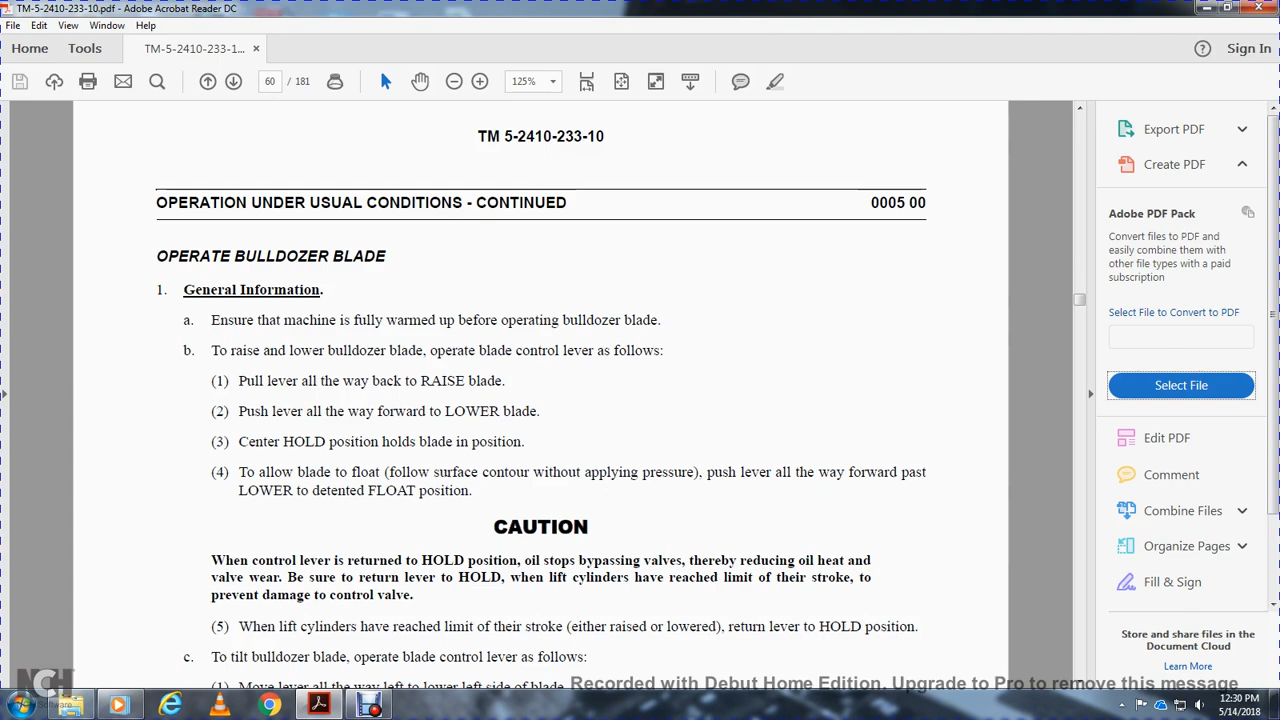 TM-5-2410-233-10.pdf - Adobe Acrobat Reader DC
File Edit View Window Help
Home Tools TM-5-2410-233-1... × Sign In
60 / 181 125%
TM 5-2410-233-10
OPERATION UNDER USUAL CONDITIONS - CONTINUED 0005 00
OPERATE BULLDOZER BLADE
1. General Information.
a. Ensure that machine is fully warmed up before operating bulldozer blade.
b. To raise and lower bulldozer blade, operate blade control lever as follows:
(1) Pull lever all the way back to RAISE blade.
(2) Push lever all the way forward to LOWER blade.
(3) Center HOLD position holds blade in position.
(4) To allow blade to float (follow surface contour without applying pressure), push lever all the way forward past
LOWER to detented FLOAT position.
CAUTION
When control lever is returned to HOLD position, oil stops bypassing valves, thereby reducing oil heat and
valve wear. Be sure to return lever to HOLD, when lift cylinders have reached limit of their stroke, to
prevent damage to control valve.
(5) When lift cylinders have reached limit of their stroke (either raised or lowered), return lever to HOLD position.
c. To tilt bulldozer blade, operate blade control lever as follows:
(1) Move lever all the way left to lower left side of blade.
Export PDF
Create PDF
Adobe PDF Pack
Convert files to PDF and
easily combine them with
other file types with a paid
subscription
Select File to Convert to PDF
Select File
Edit PDF
Comment
Combine Files
Organize Pages
Fill & Sign
Store and share files in the
Document Cloud
Learn More
Recorded with Debut Home Edition. Upgrade to Pro to remove this message
NCH
Software
12:30 PM
5/14/2018